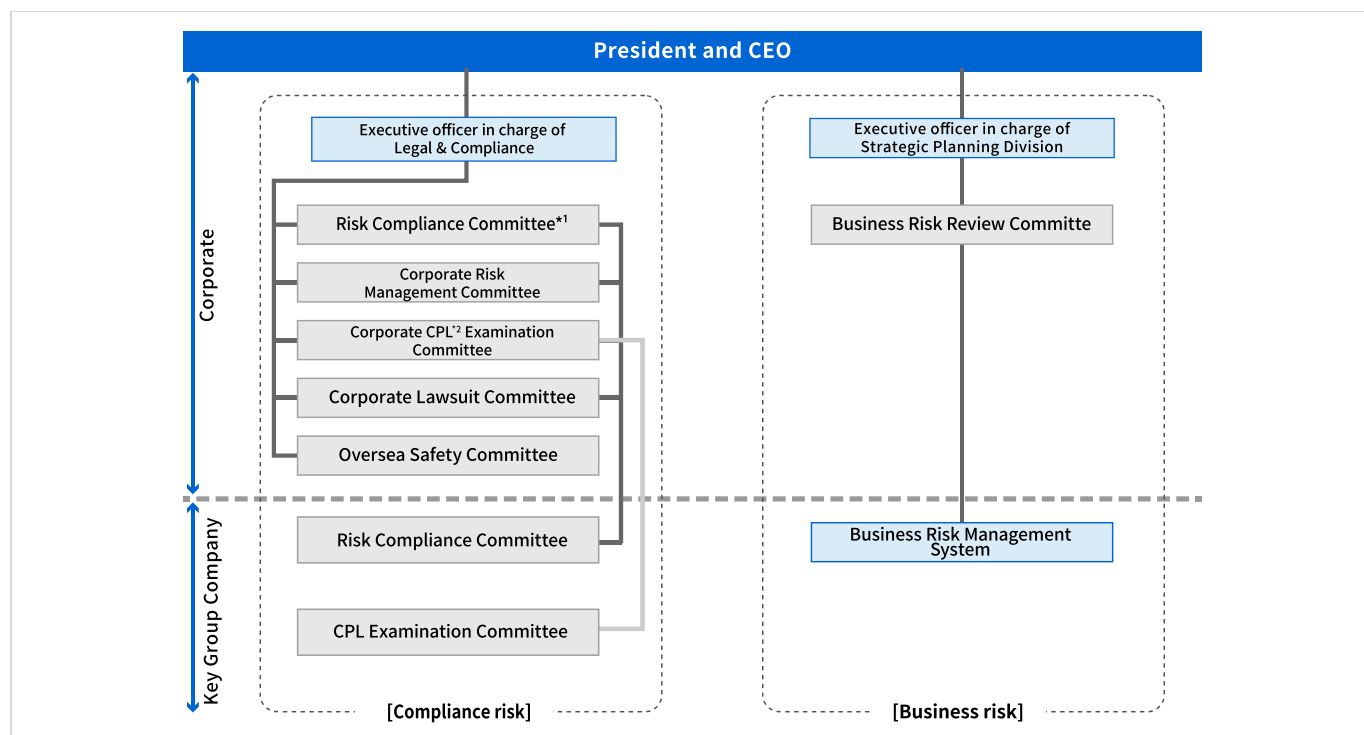 President and CEO
Corporate
Executive officer in charge of
Legal & Compliance
Risk Compliance Committee*1
Corporate Risk
Management Committee
Corporate CPL*2 Examination
Committee
Corporate Lawsuit Committee
Oversea Safety Committee
Executive officer in charge of
Strategic Planning Division
Business Risk Review Committe
Key Group Company
Risk Compliance Committee
CPL Examination Committee
Business Risk Management
System
[Compliance risk]
[Business risk]